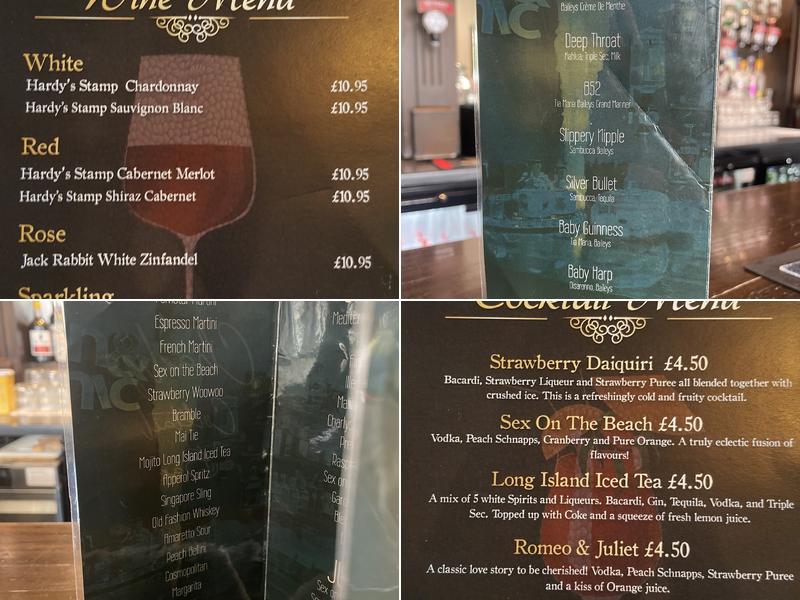 Wine Menu
White
Hardy's Stamp Chardonnay £10.95
Hardy's Stamp Sauvignon Blanc £10.95
Red
Hardy's Stamp Cabernet Merlot £10.95
Hardy's Stamp Shiraz Cabernet £10.95
Rose
Jack Rabbit White Zinfandel £10.95
Sparkling
Baileys Crème De Menthe
Deep Throat
Mahlua, Triple Sec, Milk
B52
Tia Maria Baileys Grand Marnier
Slippery Nipple
Sambucca Baileys
Silver Bullet
Sambucca, Tequila
Baby Guinness
Tia Maria, Baileys
Baby Harp
Disaronno, Baileys
Espresso Martini
French Martini
Sex on the Beach
Strawberry Woowoo
Bramble
Mai Tie
Mojito Long Island Iced Tea
Apperol Spritz
Singapore Sling
Old Fashion Whiskey
Amaretto Sour
Peach Bellini
Cosmopolitan
Margarita
Cocktail Menu
Strawberry Daiquiri £4.50
Bacardi, Strawberry Liqueur and Strawberry Puree all blended together with
crushed ice. This is a refreshingly cold and fruity cocktail.
Sex On The Beach £4.50
Vodka, Peach Schnapps, Cranberry and Pure Orange. A truly eclectic fusion of
flavours!
Long Island Iced Tea £4.50
A mix of 5 white Spirits and Liqueurs. Bacardi, Gin, Tequila, Vodka, and Triple
Sec. Topped up with Coke and a squeeze of fresh lemon juice.
Romeo & Juliet £4.50
A classic love story to be cherished! Vodka, Peach Schnapps, Strawberry Puree
and a kiss of Orange juice.